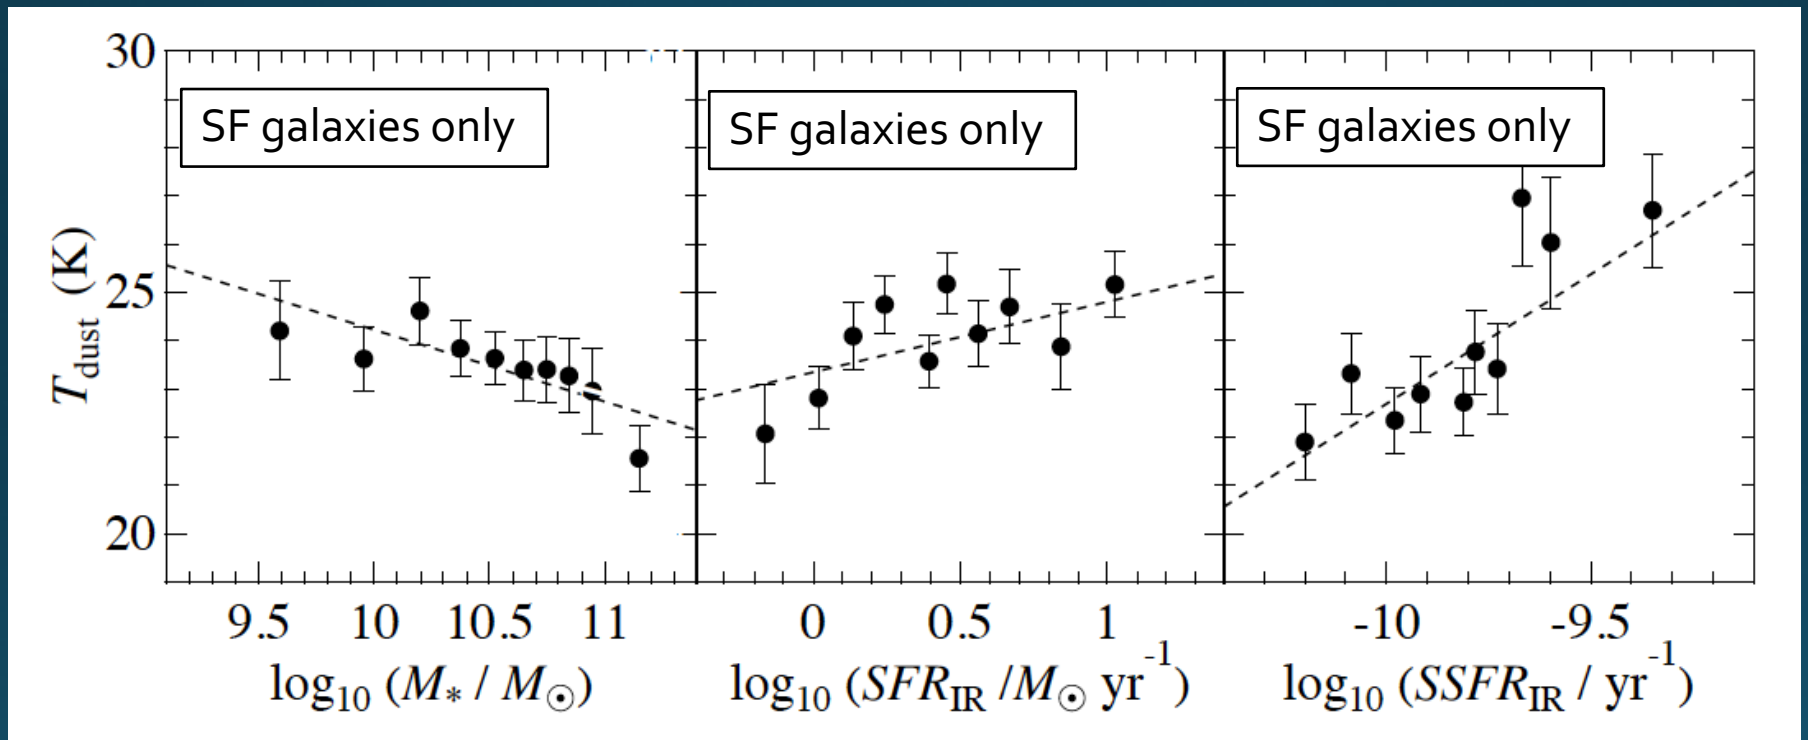 30
25
20
T_dust (K)
SF galaxies only
SF galaxies only
SF galaxies only
9.5 10 10.5 11
0 0.5 1
-10 -9.5
log₁₀ (M* / M☉)
log₁₀ (SFR_IR /M☉ yr⁻¹)
log₁₀ (SSFR_IR / yr⁻¹)